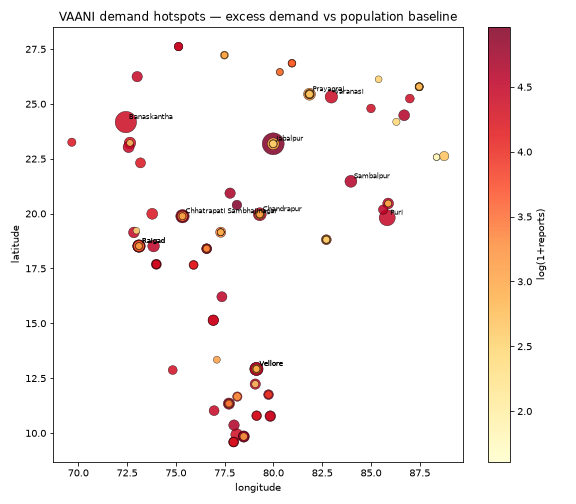 VAANI demand hotspots — excess demand vs population baseline
27.5
25.0
22.5
20.0
17.5
15.0
12.5
10.0
latitude
Prayagraj
Varanasi
Banaskantha
Jabalpur
Sambalpur
Chhatrapati Sambhajinagar
Chandrapur
Puri
Raigad
Vellore
70.0 72.5 75.0 77.5 80.0 82.5 85.0 87.5
longitude
4.5
4.0
3.5
3.0
2.5
2.0
log(1+reports)